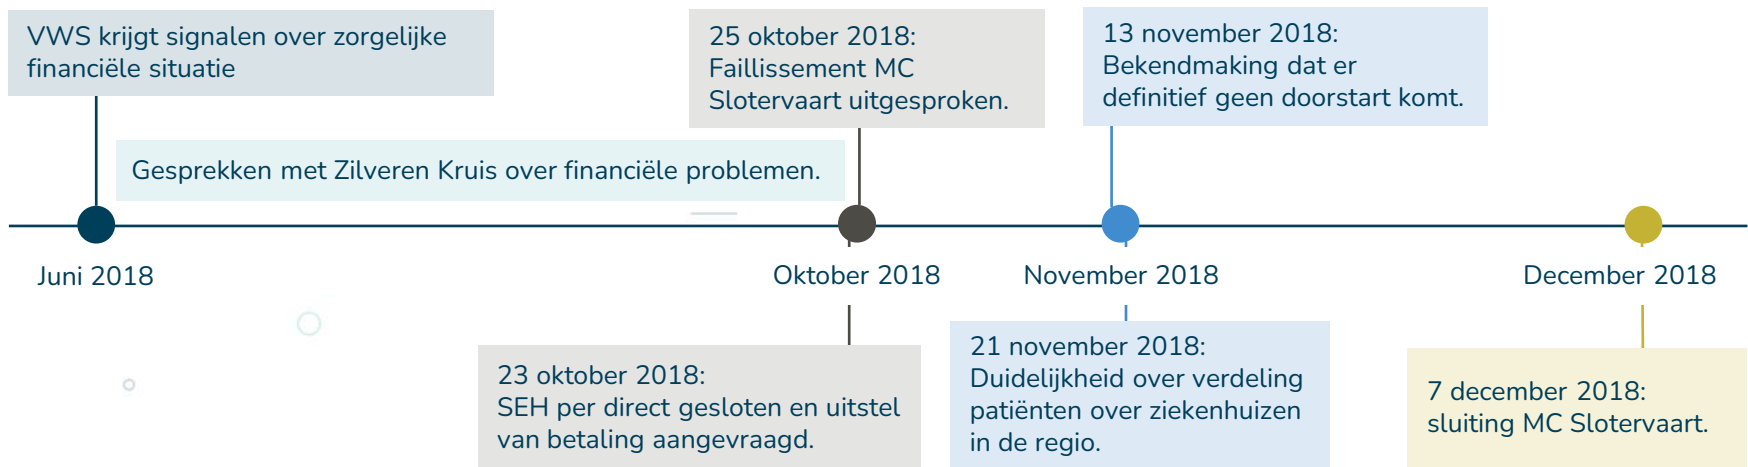 VWS krijgt signalen over zorgelijke
financiële situatie
25 oktober 2018:
Faillissement MC
Slotervaart uitgesproken.
13 november 2018:
Bekendmaking dat er
definitief geen doorstart komt.
Gesprekken met Zilveren Kruis over financiële problemen.
Juni 2018
Oktober 2018
November 2018
December 2018
23 oktober 2018:
SEH per direct gesloten en uitstel
van betaling aangevraagd.
21 november 2018:
Duidelijkheid over verdeling
patiënten over ziekenhuizen
in de regio.
7 december 2018:
sluiting MC Slotervaart.